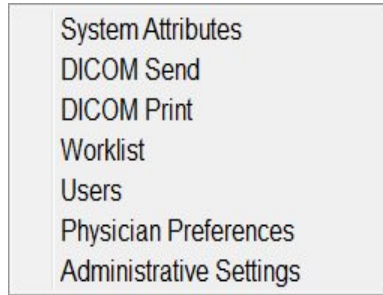 System Attributes
DICOM Send
DICOM Print
Worklist
Users
Physician Preferences
Administrative Settings